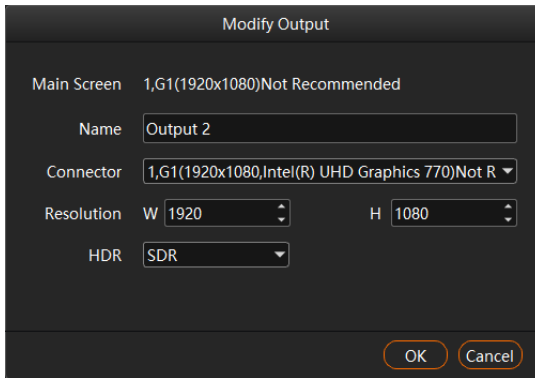 Modify Output
Main Screen 1,G1(1920x1080)Not Recommended
Name Output 2
Connector 1,G1(1920x1080,Intel(R) UHD Graphics 770)Not R
Resolution W 1920 H 1080
HDR SDR
OK Cancel